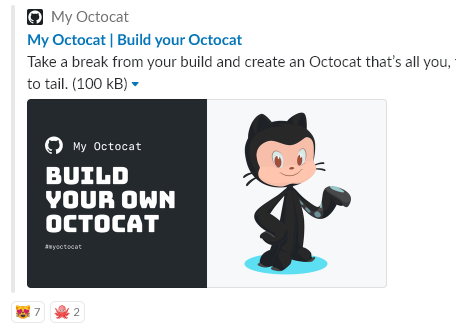 My Octocat
My Octocat | Build your Octocat
Take a break from your build and create an Octocat that's all you,
to tail. (100 kB)
My Octocat
BUILD
YOUR OWN
OCTOCAT
#myoctocat
7
2